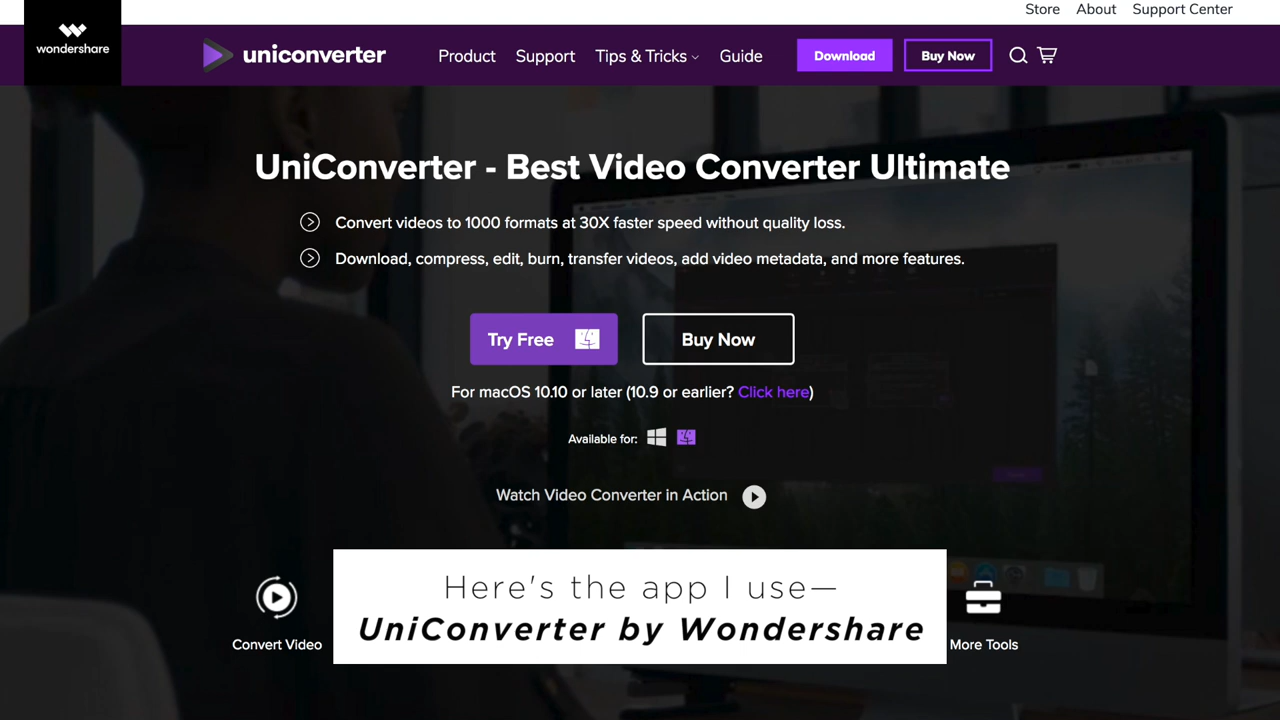 Store About Support Center
wondershare
uniconverter
Product Support Tips & Tricks Guide Download Buy Now
UniConverter - Best Video Converter Ultimate
Convert videos to 1000 formats at 30X faster speed without quality loss.
Download, compress, edit, burn, transfer videos, add video metadata, and more features.
Try Free
Buy Now
For macOS 10.10 or later (10.9 or earlier? Click here)
Available for:
Watch Video Converter in Action
Here's the app I use—
UniConverter by Wondershare
Convert Video
More Tools